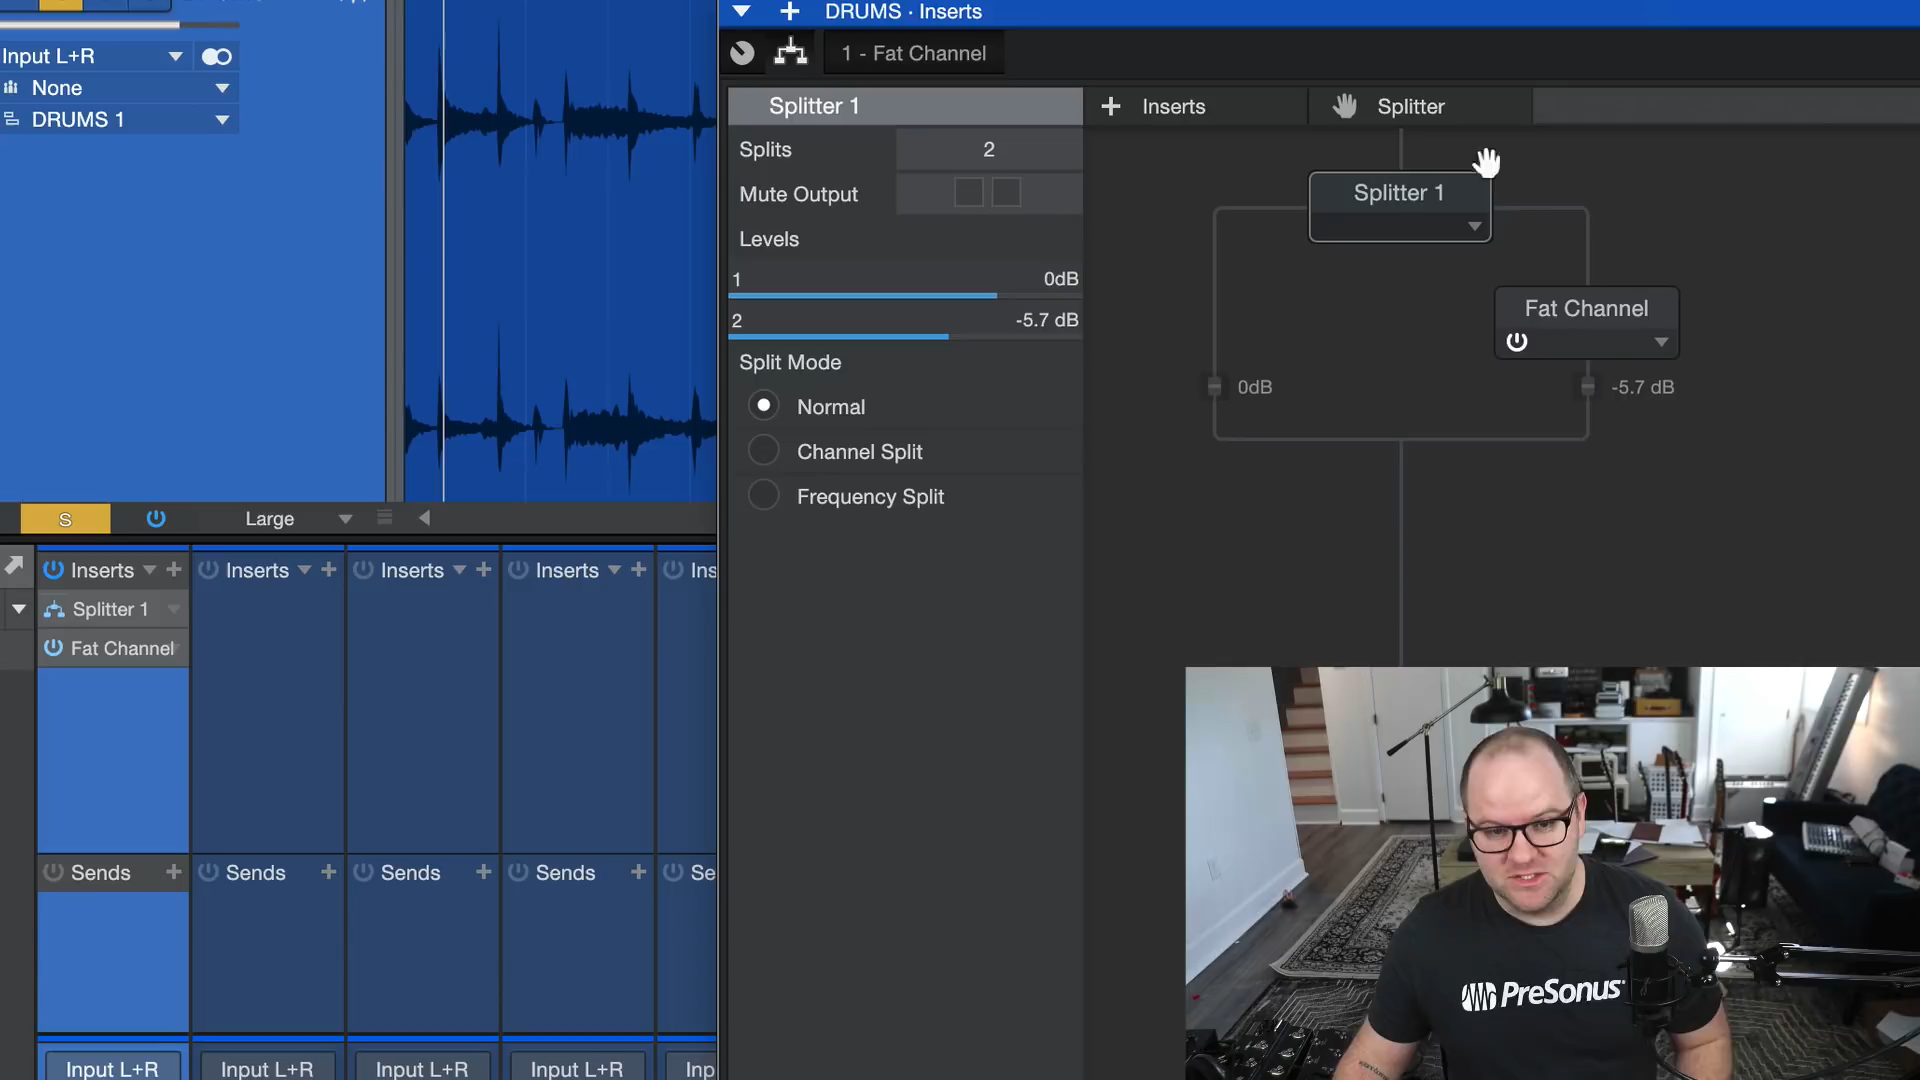 DRUMS · Inserts
Input L+R
None
DRUMS 1
1 - Fat Channel
Splitter 1
Inserts
Splitter
Splits
2
Mute Output
Levels
1
0dB
2
-5.7 dB
Split Mode
Normal
Channel Split
Frequency Split
Splitter 1
Fat Channel
0dB
-5.7 dB
S
Large
Inserts
Inserts
Inserts
Inserts
Ins
Splitter 1
Fat Channel
Sends
Sends
Sends
Sends
Se
Input L+R
Input L+R
Input L+R
Input L+R
Inp
PreSonus